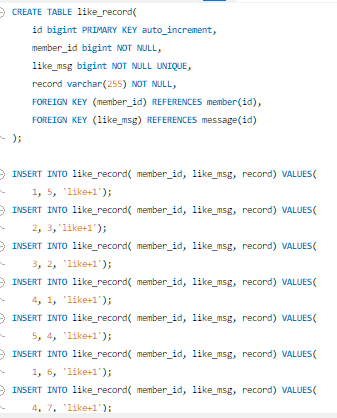 CREATE TABLE like_record(
id bigint PRIMARY KEY auto_increment,
member_id bigint NOT NULL,
like_msg bigint NOT NULL UNIQUE,
record varchar(255) NOT NULL,
FOREIGN KEY (member_id) REFERENCES member(id),
FOREIGN KEY (like_msg) REFERENCES message(id)
);
INSERT INTO like_record( member_id, like_msg, record) VALUES(
1, 5, 'like+1');
INSERT INTO like_record( member_id, like_msg, record) VALUES(
2, 3,'like+1');
INSERT INTO like_record( member_id, like_msg, record) VALUES(
3, 2, 'like+1');
INSERT INTO like_record( member_id, like_msg, record) VALUES(
4, 1, 'like+1');
INSERT INTO like_record( member_id, like_msg, record) VALUES(
5, 4, 'like+1');
INSERT INTO like_record( member_id, like_msg, record) VALUES(
1, 6, 'like+1');
INSERT INTO like_record( member_id, like_msg, record) VALUES(
4, 7, 'like+1');